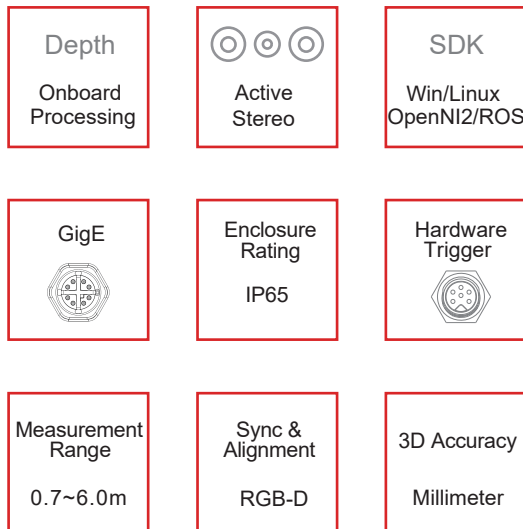 Depth
Onboard
Processing
Active
Stereo
SDK
Win/Linux
OpenNI2/ROS
GigE
Enclosure
Rating
IP65
Hardware
Trigger
Measurement
Range
0.7~6.0m
Sync &
Alignment
RGB-D
3D Accuracy
Millimeter